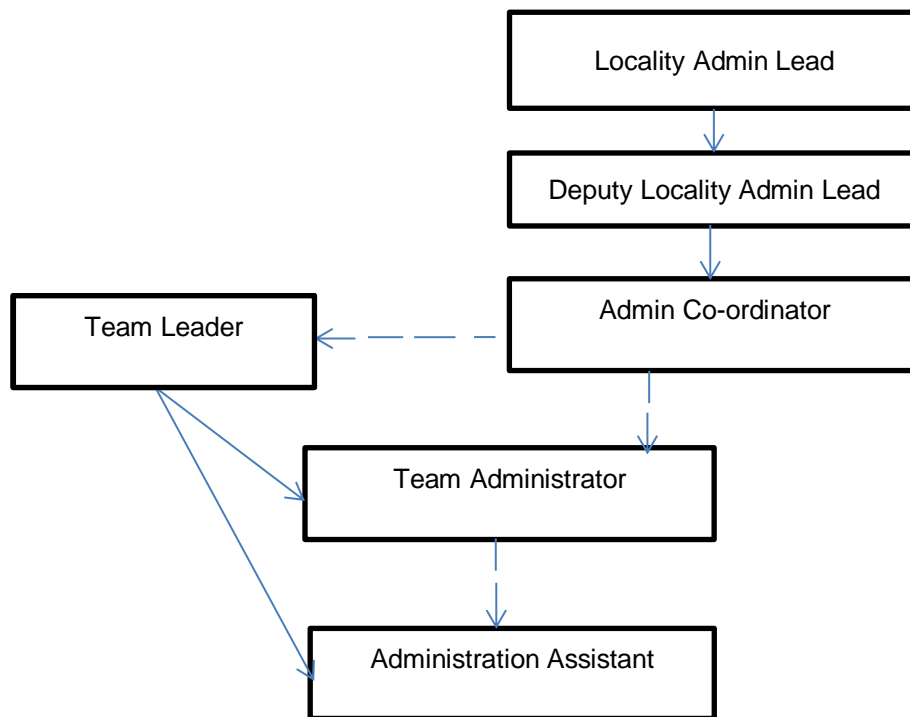 Locality Admin Lead
Deputy Locality Admin Lead
Admin Co-ordinator
Team Leader
Team Administrator
Administration Assistant